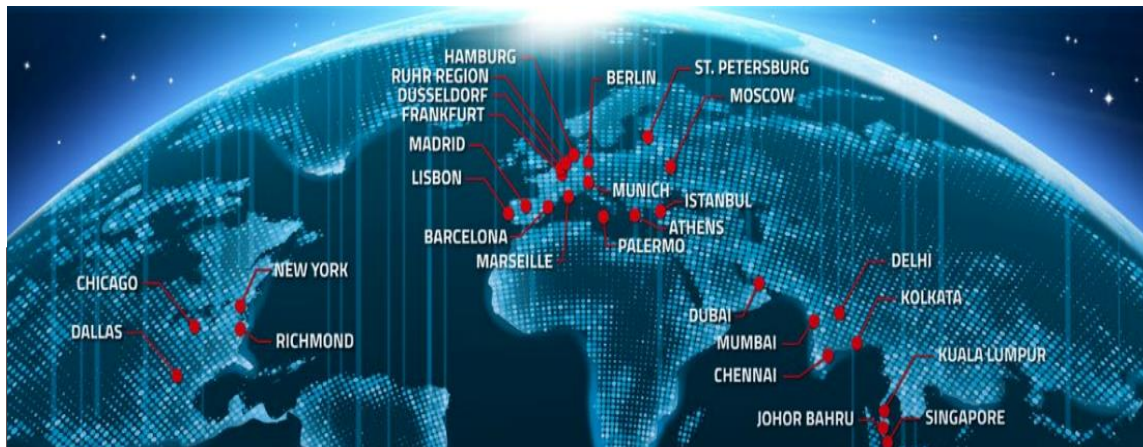 HAMBURG
RUHR REGION
DÜSSELDORF
FRANKFURT
MADRID
LISBON
BARCELONA
MARSEILLE
BERLIN
ST. PETERSBURG
MOSCOW
MUNICH
ISTANBUL
ATHENS
PALERMO
NEW YORK
CHICAGO
DALLAS
RICHMOND
DUBAI
DELHI
KOLKATA
MUMBAI
CHENNAI
KUALA LUMPUR
JOHOR BAHRU
SINGAPORE